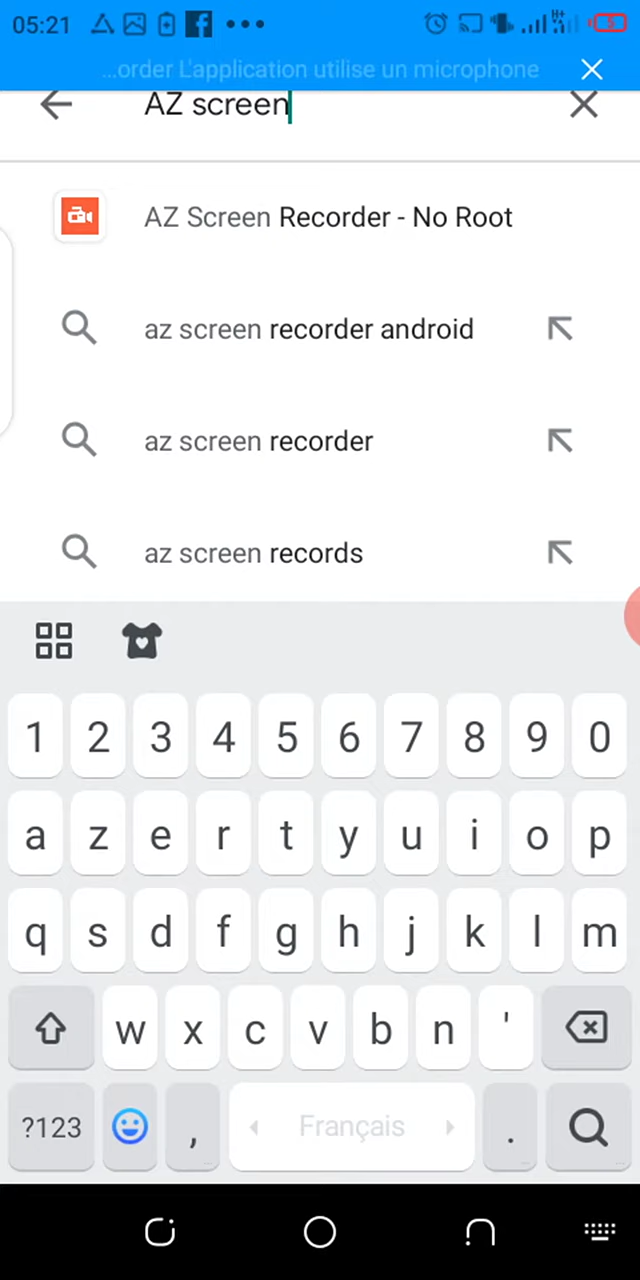 05:21
5
...order L'application utilise un microphone
AZ screen
AZ Screen Recorder - No Root
az screen recorder android
az screen recorder
az screen records
1 2 3 4 5 6 7 8 9 0
a z e r t y u i o p
q s d f g h j k l m
w x c v b n '
?123 , Français .